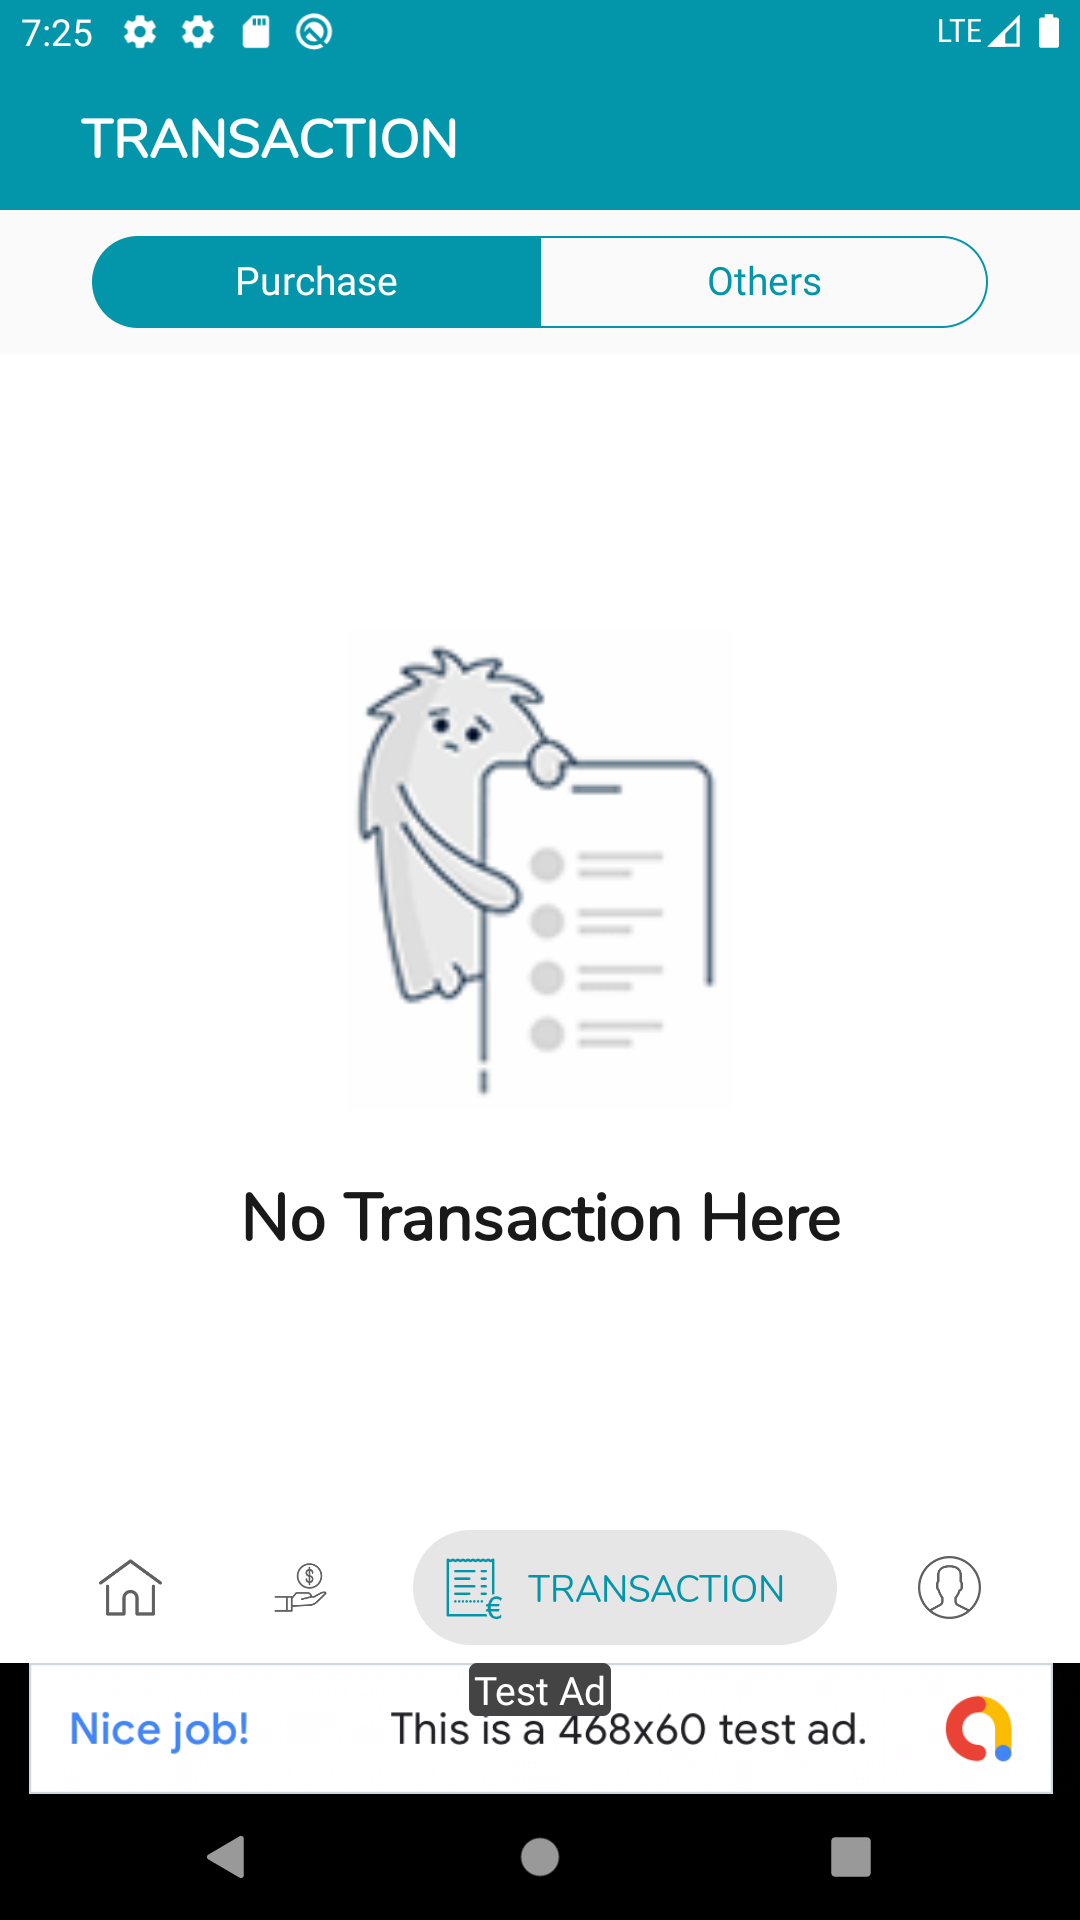 7:25 LTE
TRANSACTION
Purchase Others
No Transaction Here
TRANSACTION
Test Ad
Nice job! This is a 468x60 test ad.